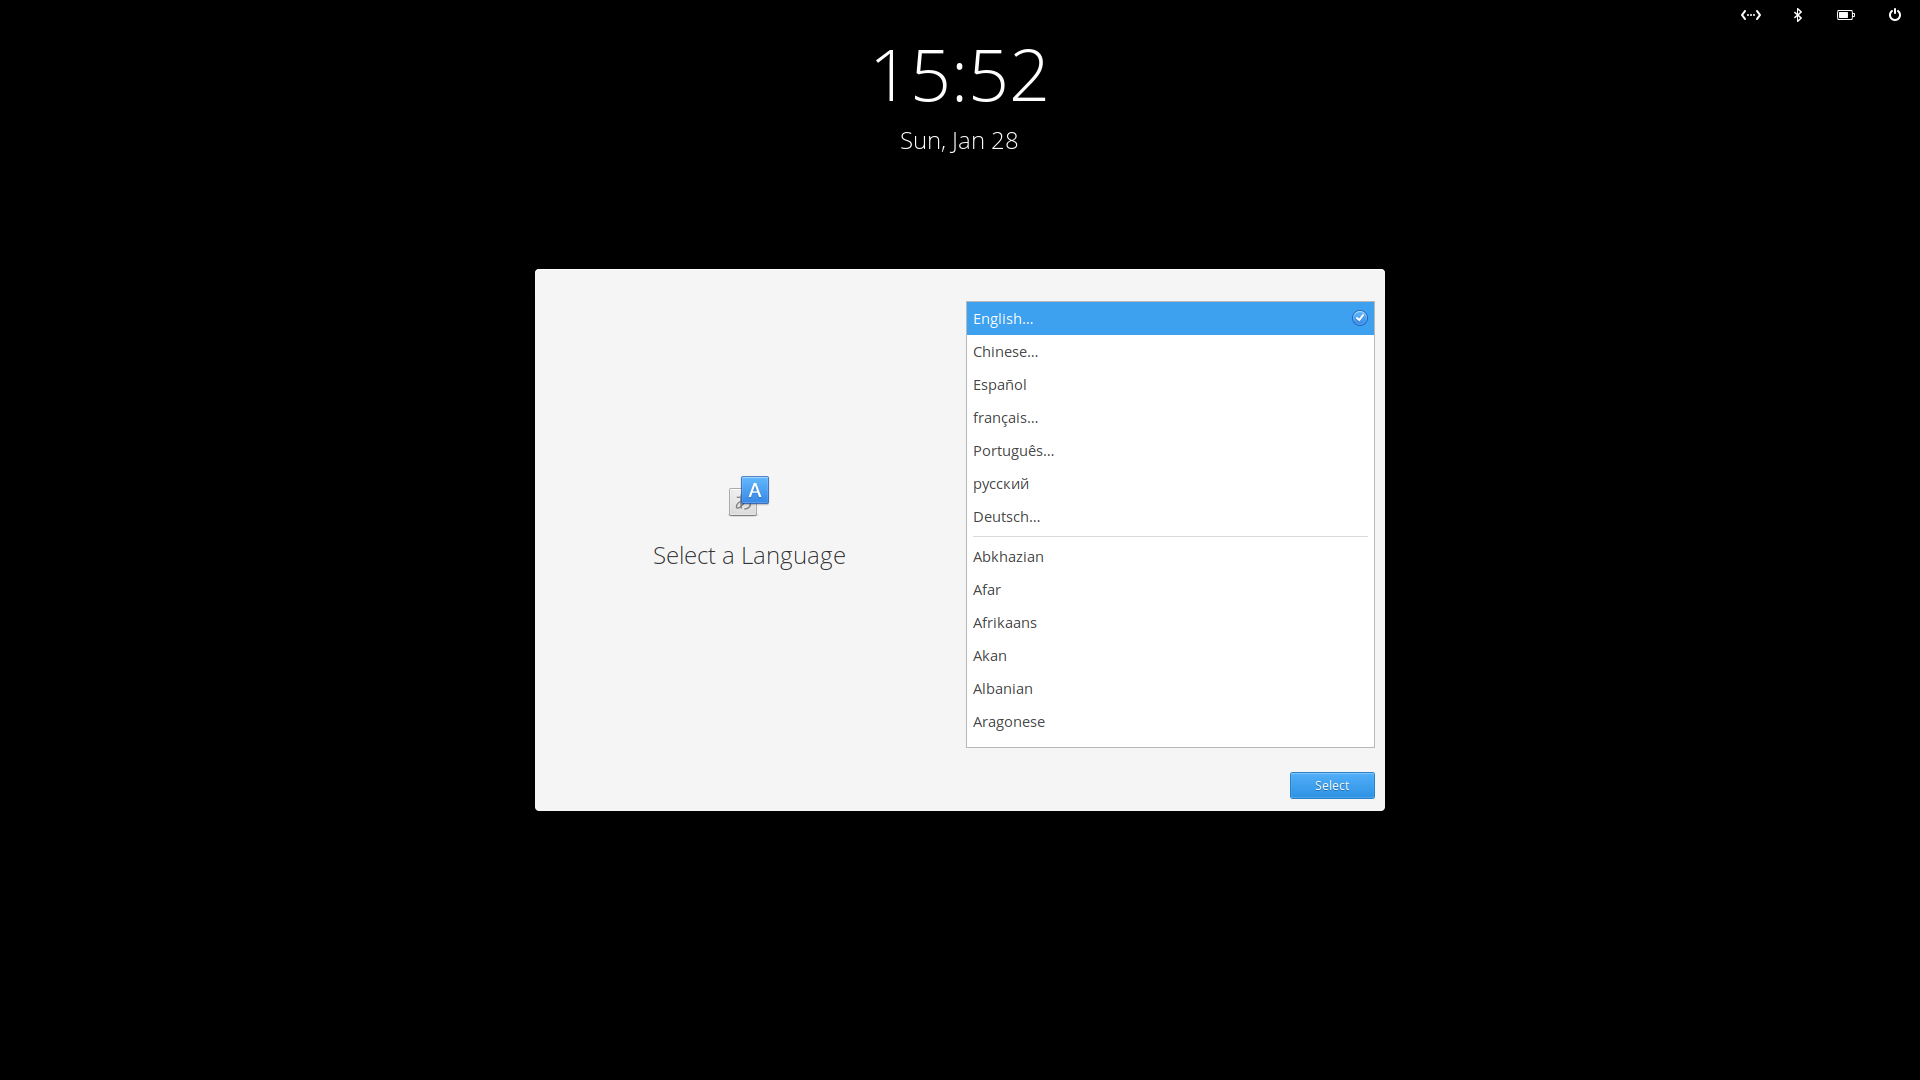 15:52
Sun, Jan 28
あ A
Select a Language
English...
Chinese...
Español
français...
Português...
русский
Deutsch...
Abkhazian
Afar
Afrikaans
Akan
Albanian
Aragonese
Select